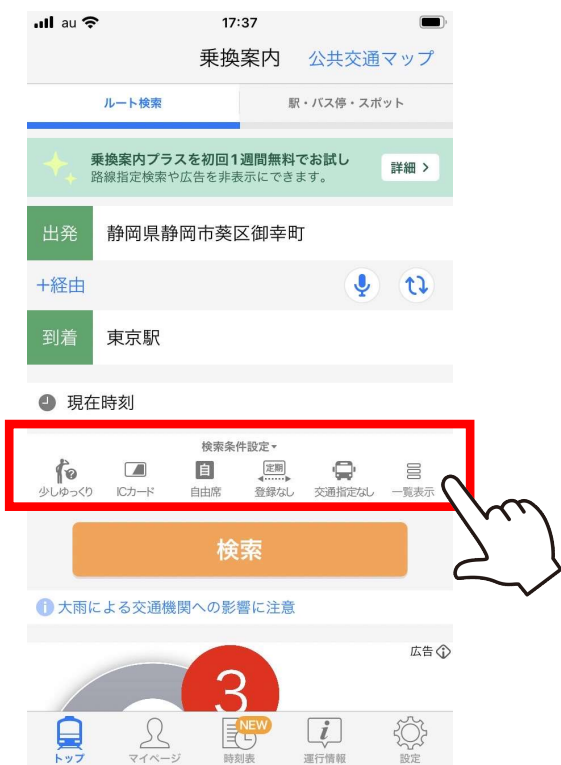 au 17:37
乗換案内 公共交通マップ
ルート検索 駅・バス停・スポット
乗換案内プラスを初回1週間無料でお試し
路線指定検索や広告を非表示にできます。
詳細 >
出発 静岡県静岡市葵区御幸町
+経由
到着 東京駅
現在時刻
検索条件設定▾
自 定期
少しゆっくり ICカード 自由席 登録なし 交通指定なし 一覧表示
検索
i 大雨による交通機関への影響に注意
広告
3
NEW
トップ マイページ 時刻表 運行情報 設定